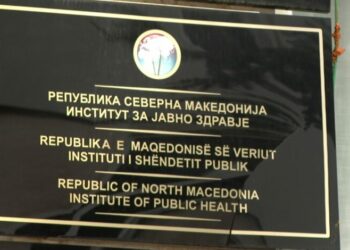 РЕПУБЛИКА СЕВЕРНА МАКЕДОНИЈА
ИНСТИТУТ ЗА ЈАВНО ЗДРАВЈЕ
REPUBLIKA E MAQEDONISË SË VERIUT
INSTITUTI I SHËNDETIT PUBLIK
REPUBLIC OF NORTH MACEDONIA
INSTITUTE OF PUBLIC HEALTH